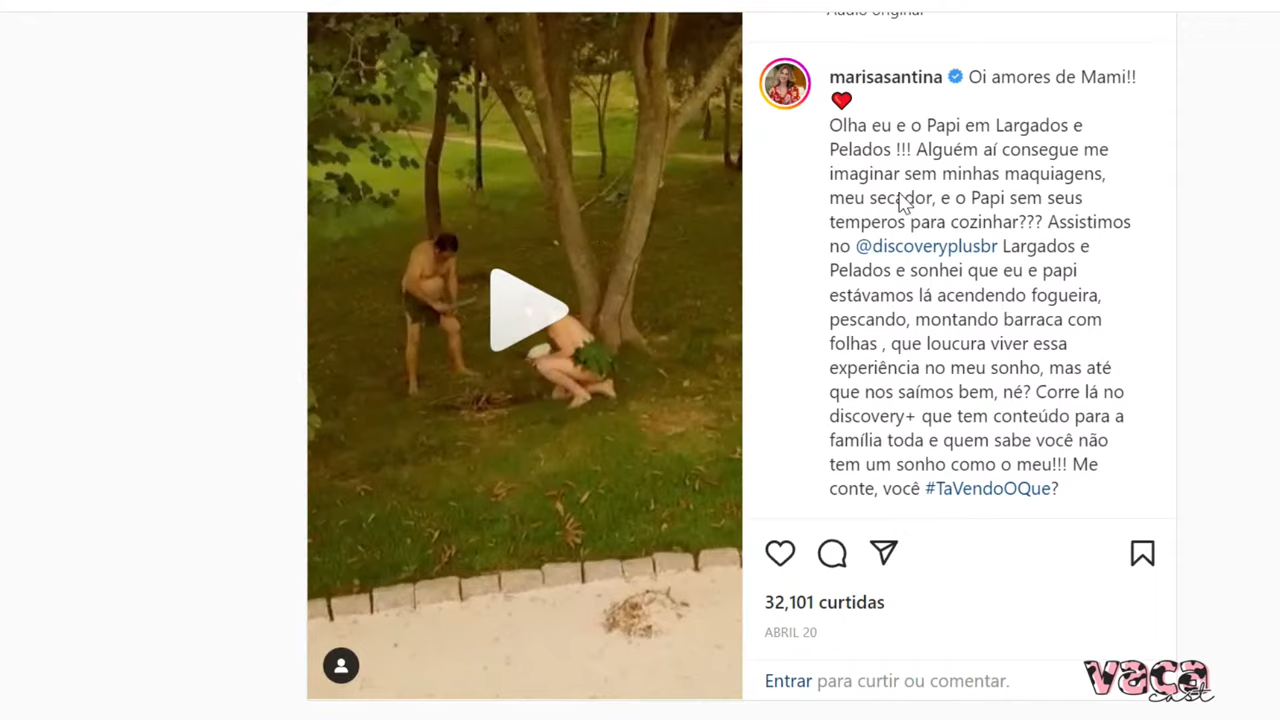 Audio original
marisasantina Oi amores de Mami!!
❤️
Olha eu e o Papi em Largados e
Pelados !!! Alguém aí consegue me
imaginar sem minhas maquiagens,
meu secador, e o Papi sem seus
temperos para cozinhar??? Assistimos
no @discoveryplusbr Largados e
Pelados e sonhei que eu e papi
estávamos lá acendendo fogueira,
pescando, montando barraca com
folhas , que loucura viver essa
experiência no meu sonho, mas até
que nos saímos bem, né? Corre lá no
discovery+ que tem conteúdo para a
família toda e quem sabe você não
tem um sonho como o meu!!! Me
conte, você #TaVendoOQue?
32,101 curtidas
ABRIL 20
Entrar para curtir ou comentar.
vaca
cast